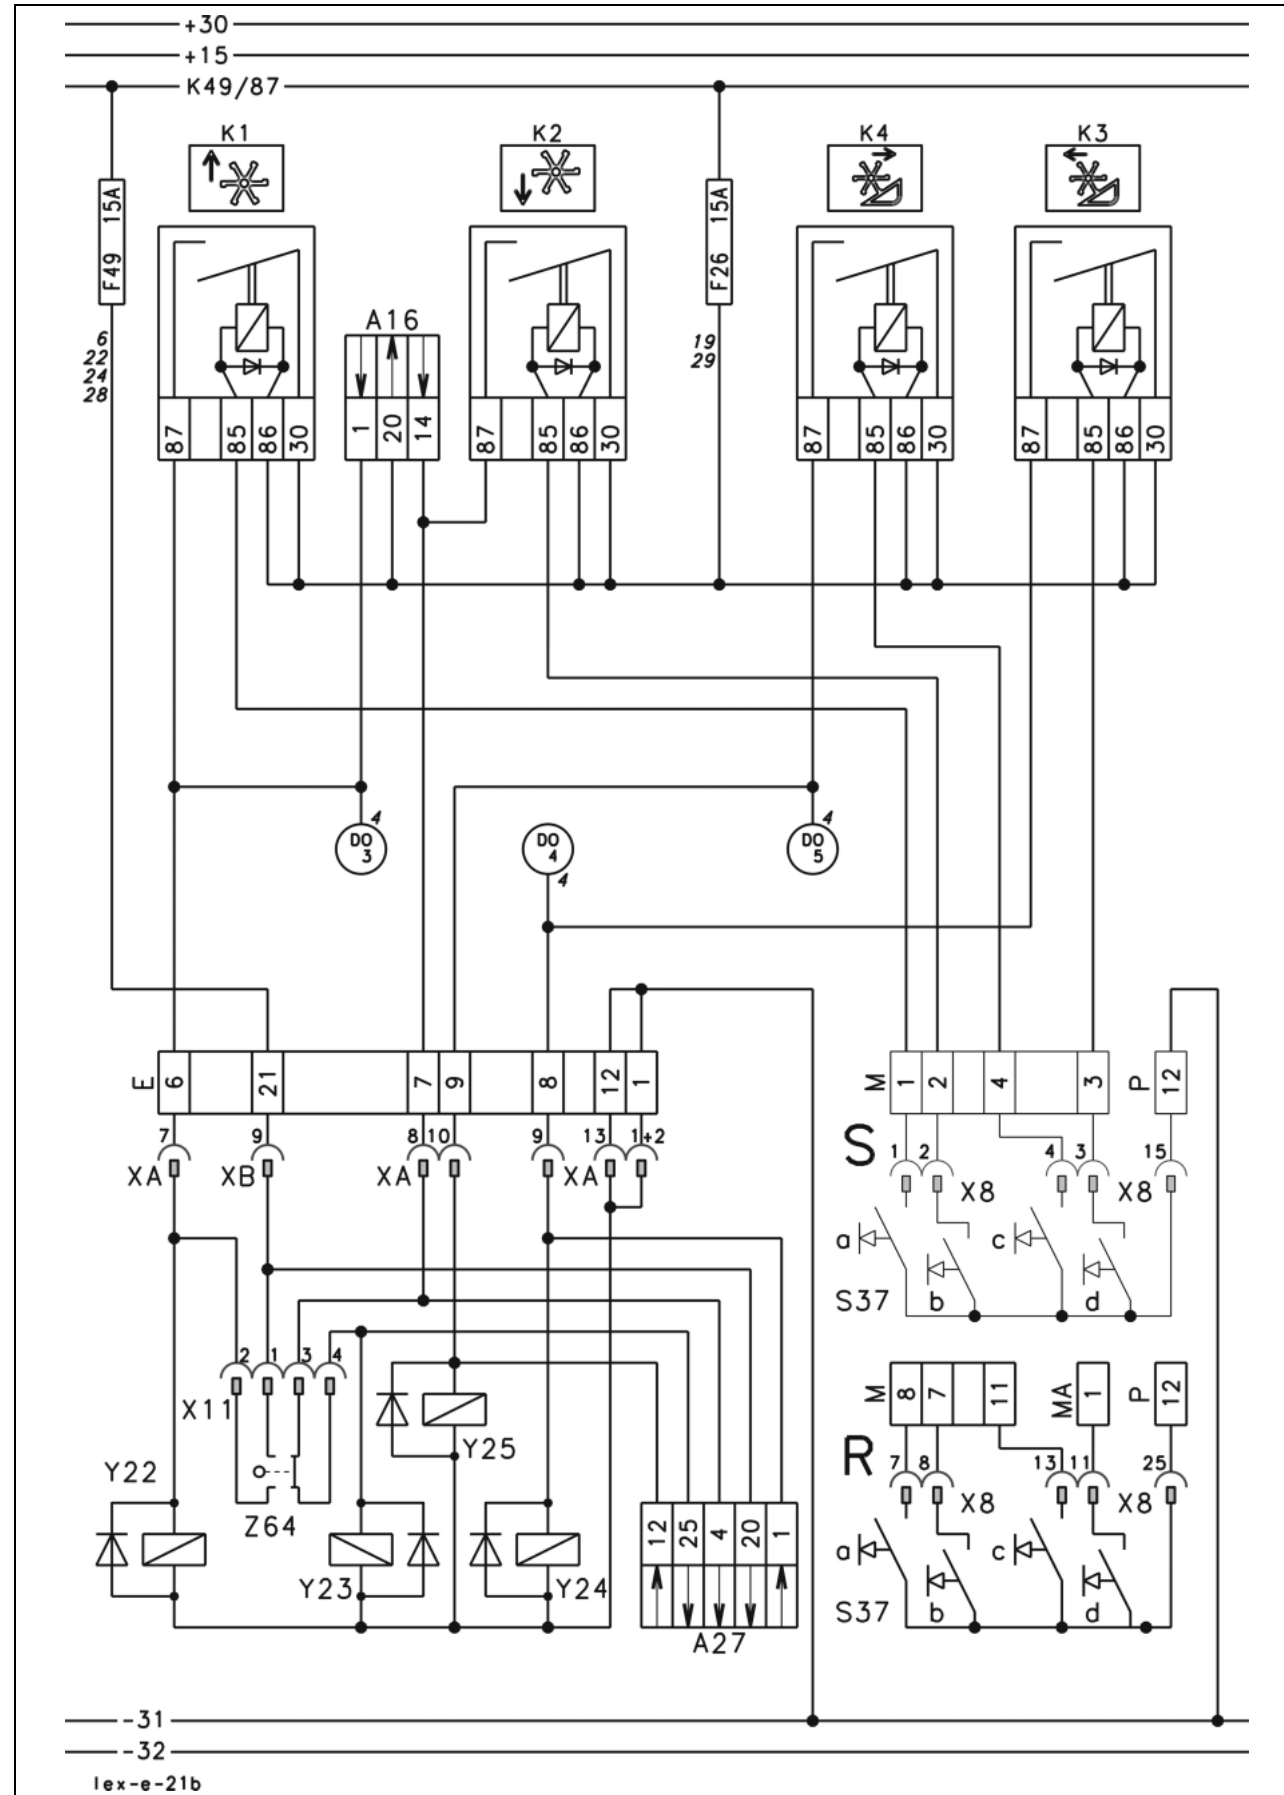 +30
+15
K49/87
K1 K2 K4 K3
F49 15A F26 15A
A16
6
22
24
28
19
29
87 85 86 30 1 20 14 87 85 86 30 87 85 86 30 87 85 86 30
4 4
DO 3 DO 4 DO 5
4
E 6 21 7 9 8 12 1 M 1 2 4 3 P 12
7 9 8 10 9 13 1+2
XA XB XA XA
S 1 2 4 3 15
X8 X8
a c
S37 b d
2 1 3 4
X11
M 8 7 11 MA 1 P 12
Y25
R 7 8 13 11 25
X8 X8
Y22
Z64
12 25 4 20 1
a c
Y23 Y24
S37 b d
A27
-31
-32
lex-e-21b